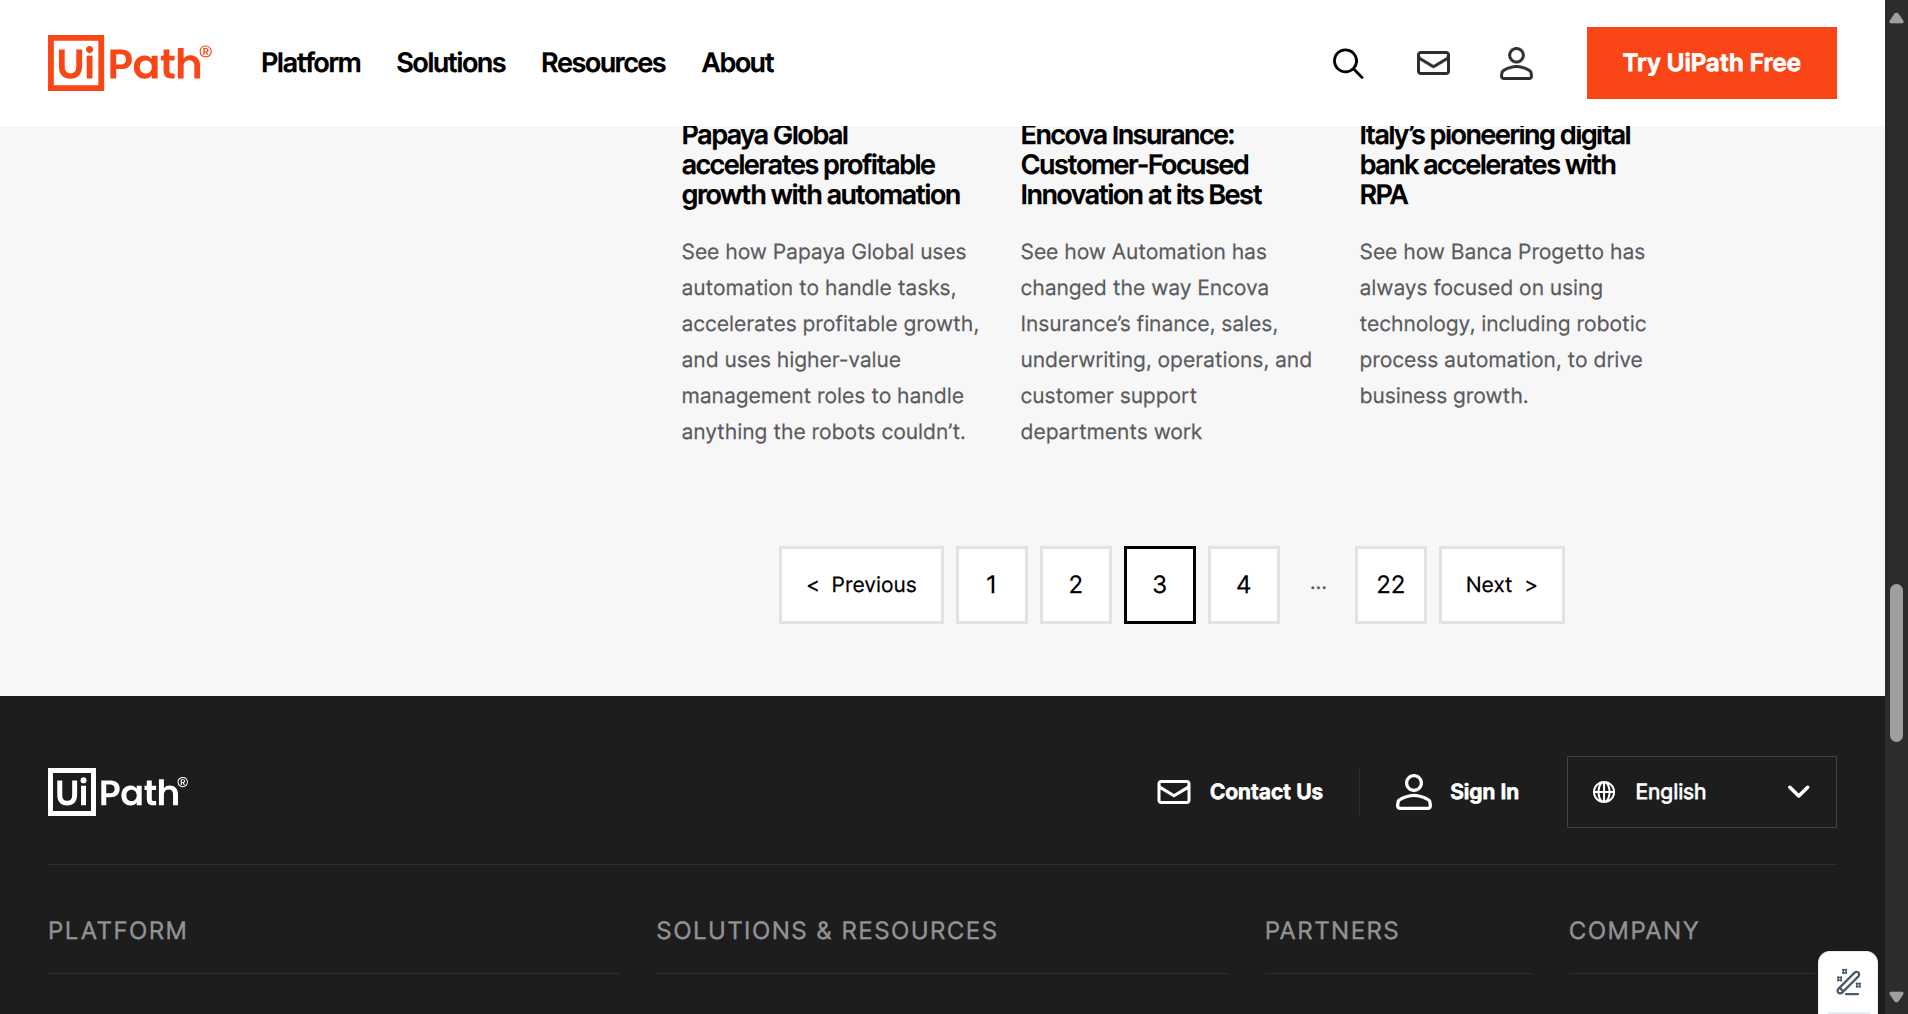 UiPath®
Platform
Solutions
Resources
About
Try UiPath Free
Papaya Global
accelerates profitable
growth with automation
See how Papaya Global uses
automation to handle tasks,
accelerates profitable growth,
and uses higher-value
management roles to handle
anything the robots couldn’t.
Encova Insurance:
Customer-Focused
Innovation at its Best
See how Automation has
changed the way Encova
Insurance’s finance, sales,
underwriting, operations, and
customer support
departments work
Italy’s pioneering digital
bank accelerates with
RPA
See how Banca Progetto has
always focused on using
technology, including robotic
process automation, to drive
business growth.
< Previous
1
2
3
4
...
22
Next >
UiPath®
Contact Us
Sign In
English
PLATFORM
SOLUTIONS & RESOURCES
PARTNERS
COMPANY